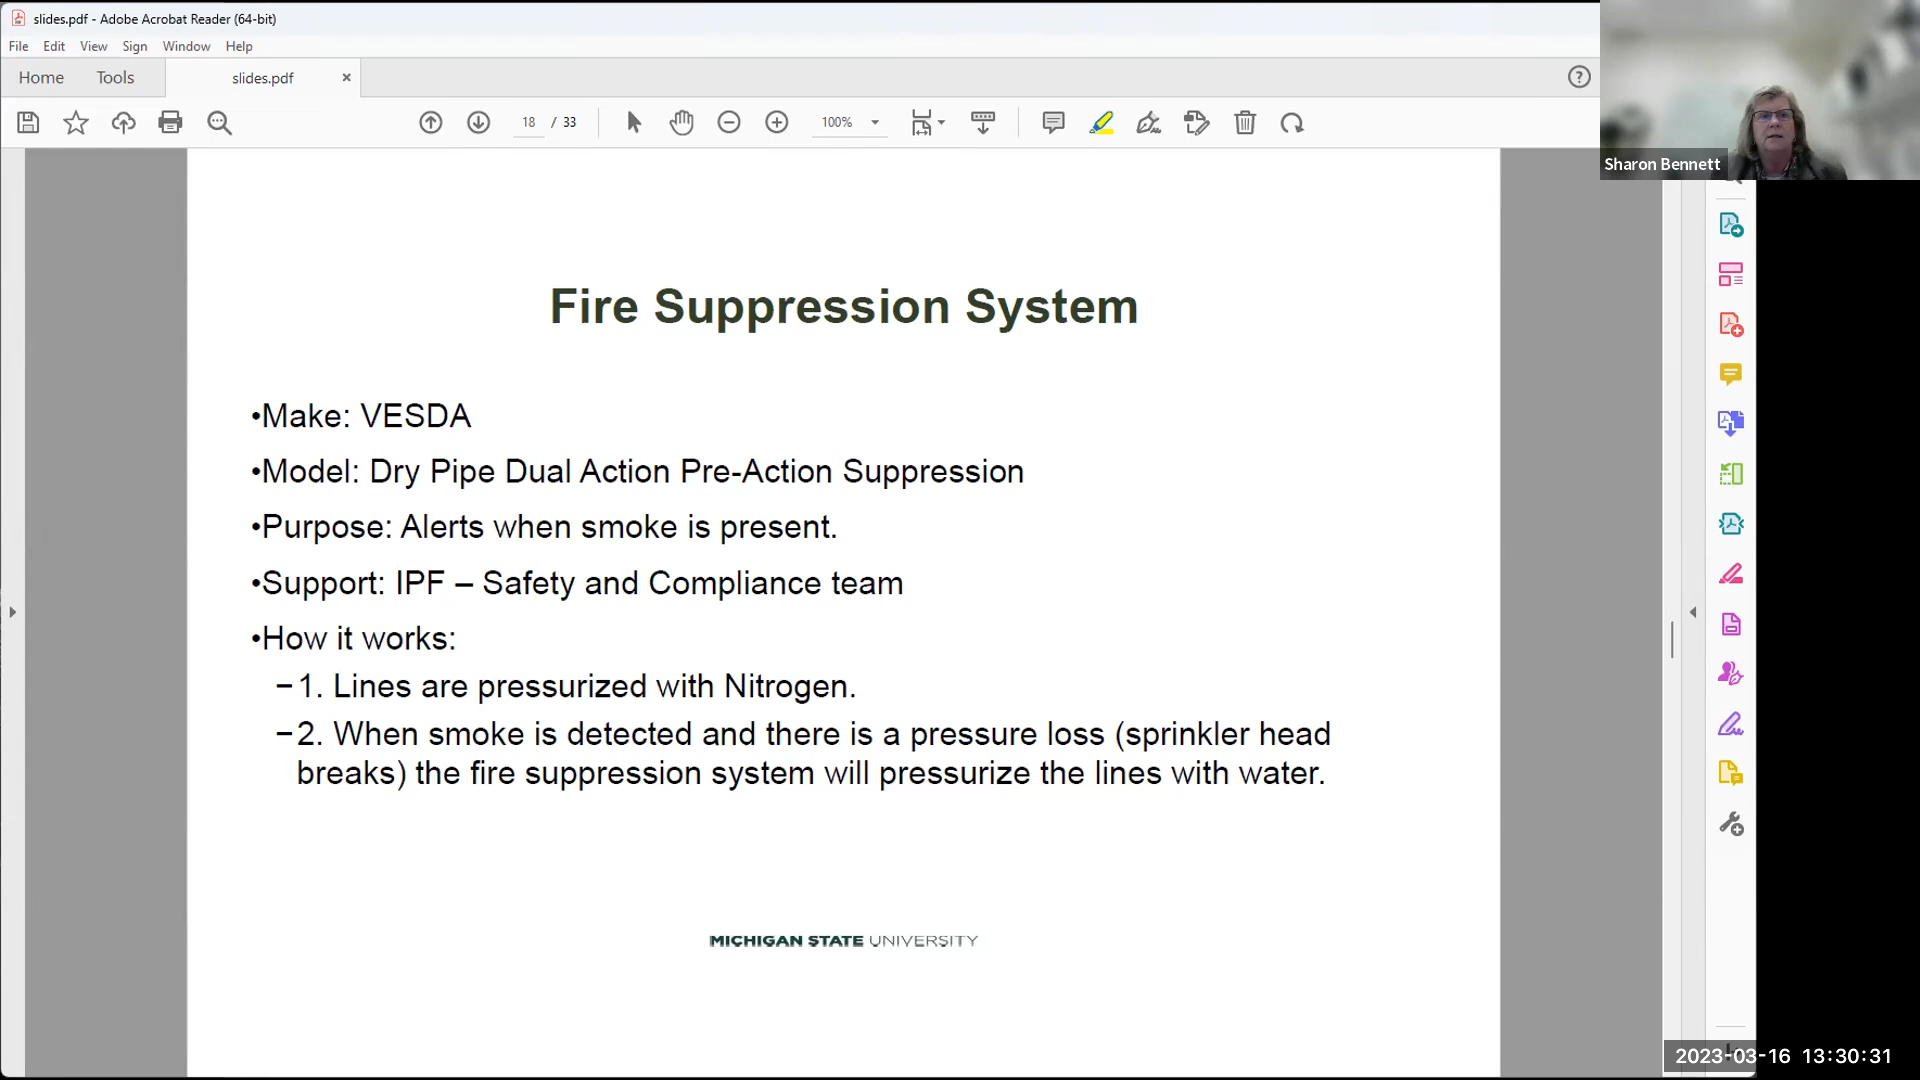 slides.pdf - Adobe Acrobat Reader (64-bit)
File Edit View Sign Window Help
Home Tools slides.pdf ×
18 / 33 100%
Sharon Bennett
Fire Suppression System
•Make: VESDA
•Model: Dry Pipe Dual Action Pre-Action Suppression
•Purpose: Alerts when smoke is present.
•Support: IPF – Safety and Compliance team
•How it works:
–1. Lines are pressurized with Nitrogen.
–2. When smoke is detected and there is a pressure loss (sprinkler head
breaks) the fire suppression system will pressurize the lines with water.
MICHIGAN STATE UNIVERSITY
2023-03-16 13:30:31